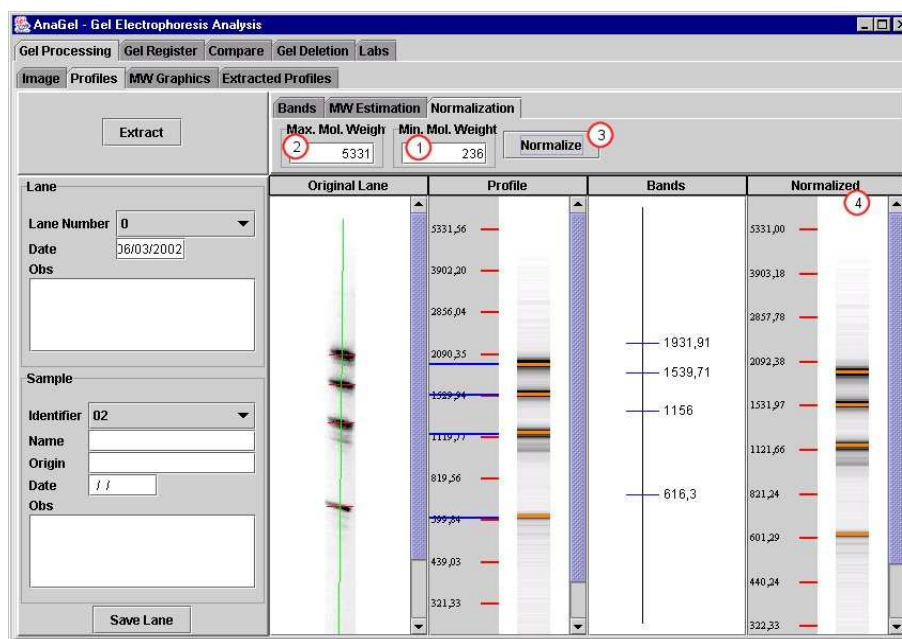 AnaGel - Gel Electrophoresis Analysis
Gel Processing Gel Register Compare Gel Deletion Labs
Image Profiles MW Graphics Extracted Profiles
Extract
Bands MW Estimation Normalization
Max. Mol. Weigh
2
5331
Min. Mol. Weight
1
236
Normalize
3
Lane
Lane Number 0
Date 06/03/2002
Obs
Sample
Identifier 02
Name
Origin
Date / /
Obs
Save Lane
Original Lane
Profile
5331,56
3902,20
2856,04
2090,35
1529,94
1119,77
819,56
599,84
439,03
321,33
Bands
1931,91
1539,71
1156
616,3
Normalized
4
5331,00
3903,18
2857,78
2092,38
1531,97
1121,66
821,24
601,29
440,24
322,33